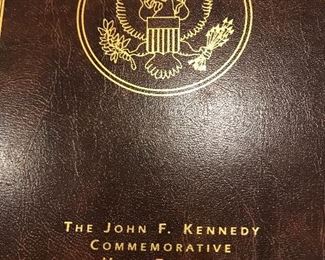 The John F. Kennedy
Commemorative